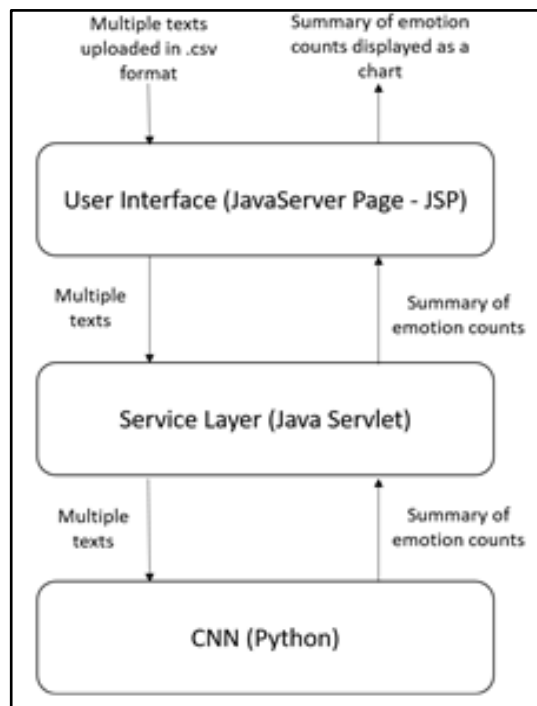 Multiple texts
uploaded in .csv
format
Summary of emotion
counts displayed as a
chart
User Interface (JavaServer Page - JSP)
Multiple
texts
Summary of
emotion counts
Service Layer (Java Servlet)
Multiple
texts
Summary of
emotion counts
CNN (Python)